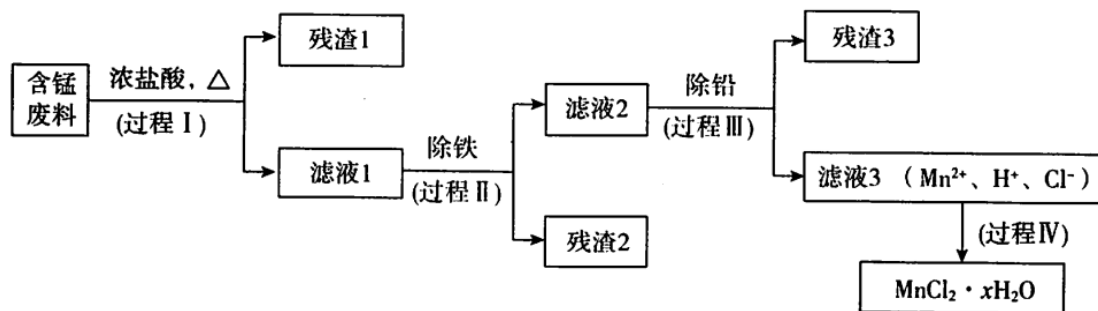 残渣1
残渣3
含锰
废料
浓盐酸，△
(过程Ⅰ)
滤液2
除铅
(过程Ⅲ)
滤液1
除铁
(过程Ⅱ)
滤液3 （Mn²⁺、H⁺、Cl⁻）
残渣2
(过程Ⅳ)
MnCl₂·xH₂O